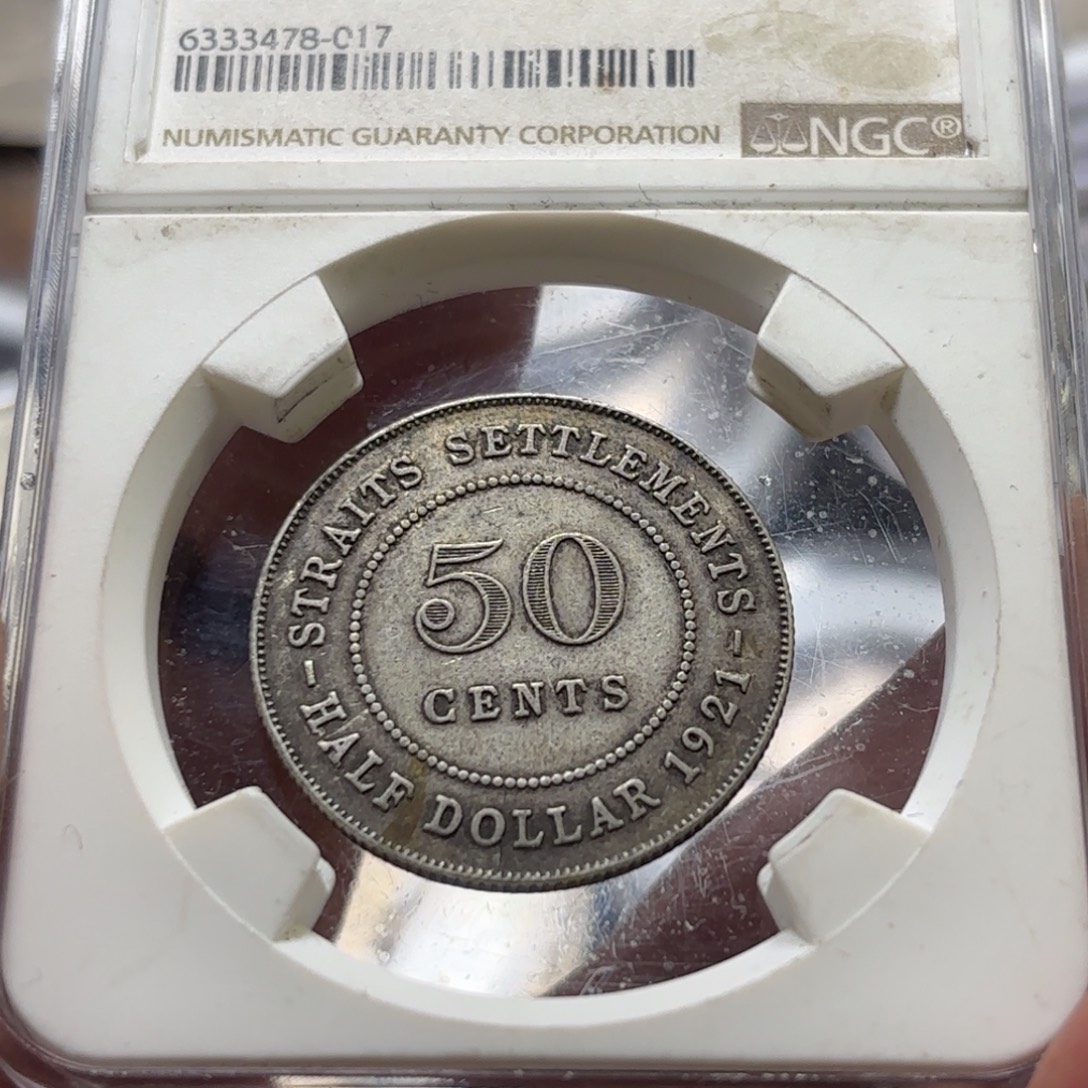 6333478-017
NUMISMATIC GUARANTY CORPORATION NGC®
-STRAITS SETTLEMENTS-
50
CENTS
HALF DOLLAR 1921